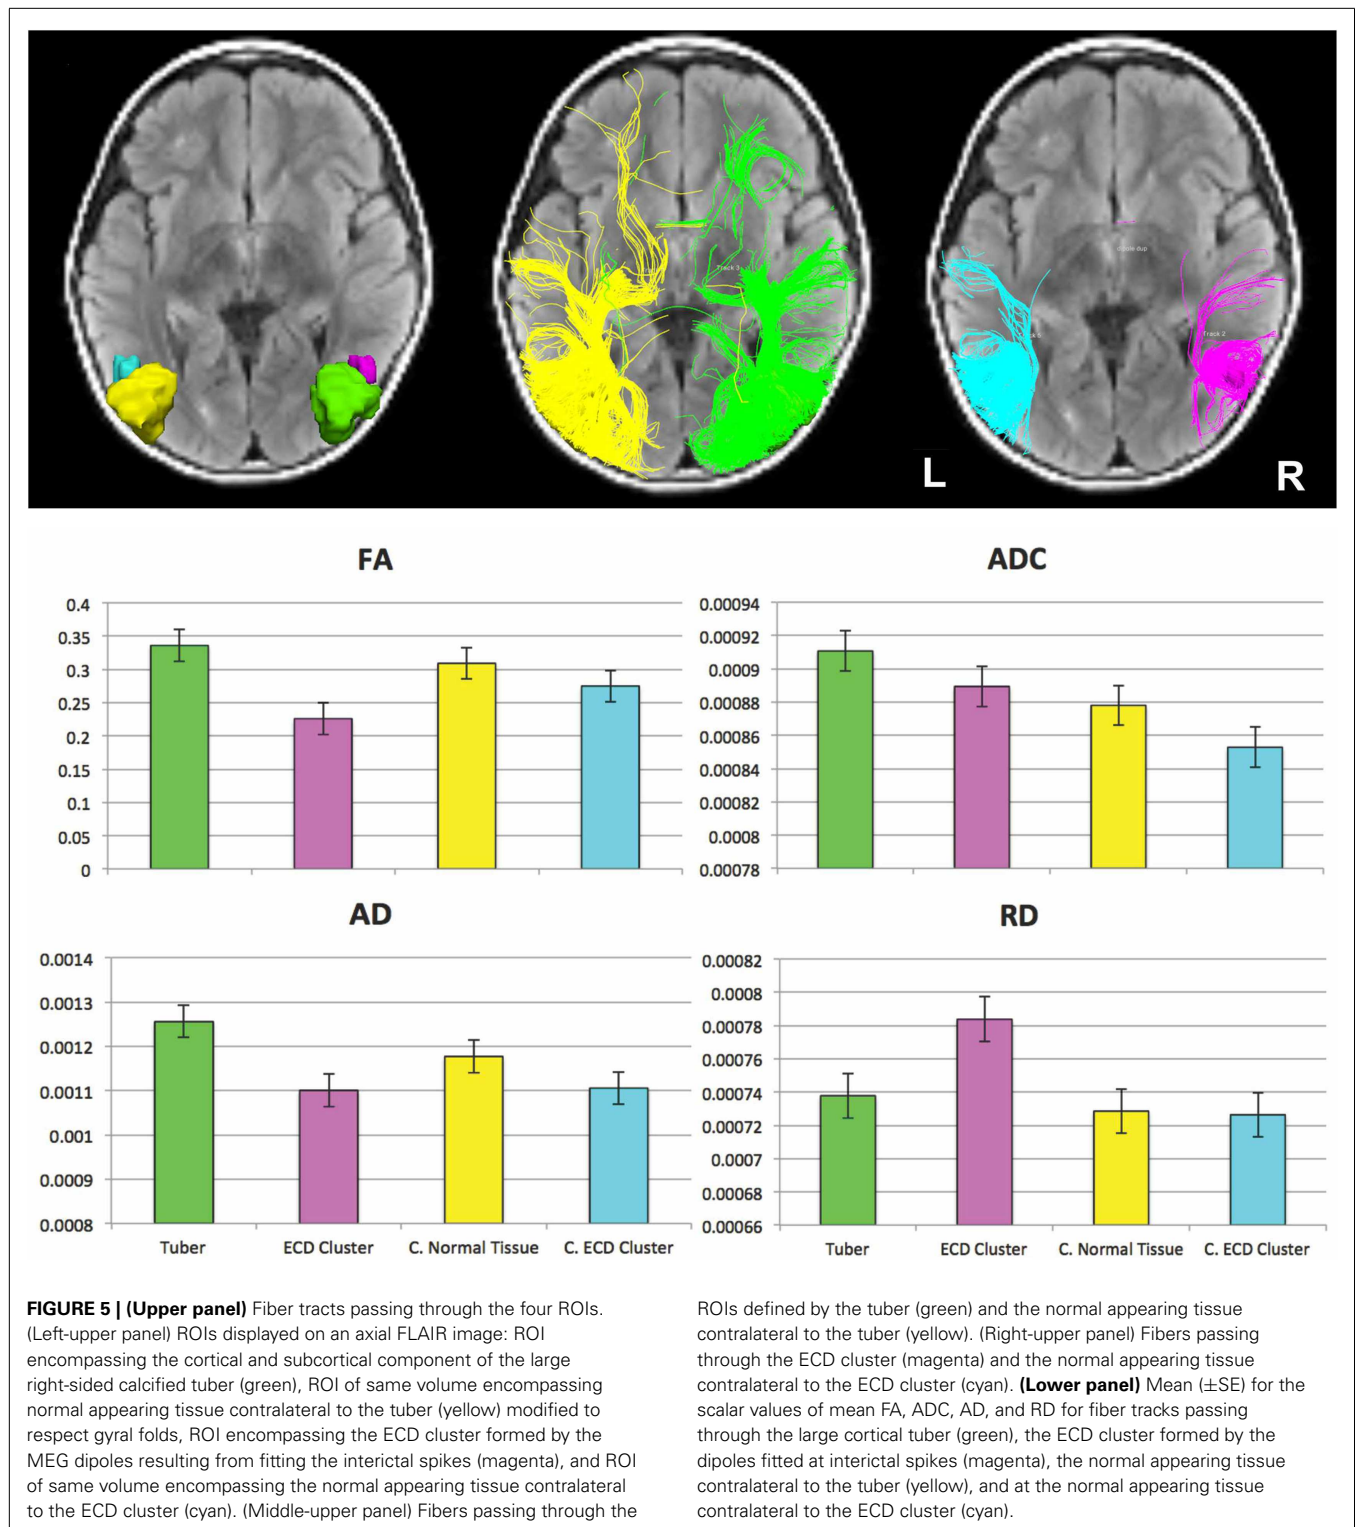 dipole dup
Track 3
Track 2
L
R
FA
0.4
0.35
0.3
0.25
0.2
0.15
0.1
0.05
0
ADC
0.00094
0.00092
0.0009
0.00088
0.00086
0.00084
0.00082
0.0008
0.00078
AD
0.0014
0.0013
0.0012
0.0011
0.001
0.0009
0.0008
Tuber ECD Cluster C. Normal Tissue C. ECD Cluster
RD
0.00082
0.0008
0.00078
0.00076
0.00074
0.00072
0.0007
0.00068
0.00066
Tuber ECD Cluster C. Normal Tissue C. ECD Cluster
FIGURE 5 | (Upper panel) Fiber tracts passing through the four ROIs.
(Left-upper panel) ROIs displayed on an axial FLAIR image: ROI
encompassing the cortical and subcortical component of the large
right-sided calcified tuber (green), ROI of same volume encompassing
normal appearing tissue contralateral to the tuber (yellow) modified to
respect gyral folds, ROI encompassing the ECD cluster formed by the
MEG dipoles resulting from fitting the interictal spikes (magenta), and ROI
of same volume encompassing the normal appearing tissue contralateral
to the ECD cluster (cyan). (Middle-upper panel) Fibers passing through the
ROIs defined by the tuber (green) and the normal appearing tissue
contralateral to the tuber (yellow). (Right-upper panel) Fibers passing
through the ECD cluster (magenta) and the normal appearing tissue
contralateral to the ECD cluster (cyan). (Lower panel) Mean (±SE) for the
scalar values of mean FA, ADC, AD, and RD for fiber tracks passing
through the large cortical tuber (green), the ECD cluster formed by the
dipoles fitted at interictal spikes (magenta), the normal appearing tissue
contralateral to the tuber (yellow), and at the normal appearing tissue
contralateral to the ECD cluster (cyan).